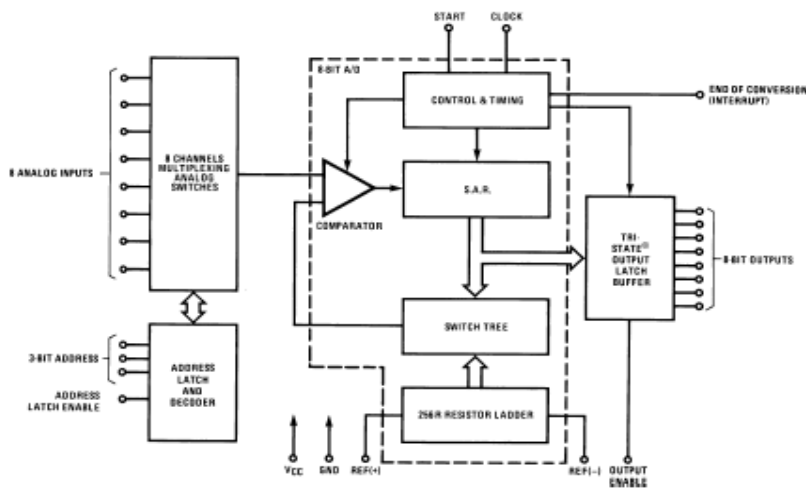 START CLOCK
8-BIT A/D
CONTROL & TIMING
END OF CONVERSION
(INTERRUPT)
8 ANALOG INPUTS
8 CHANNELS
MULTIPLEXING
ANALOG
SWITCHES
COMPARATOR
S.A.R.
TRI-
STATE®
OUTPUT
LATCH
BUFFER
8-BIT OUTPUTS
SWITCH TREE
3-BIT ADDRESS
ADDRESS
LATCH ENABLE
ADDRESS
LATCH
AND
DECODER
256R RESISTOR LADDER
VCC
GND
REF(+)
REF(−)
OUTPUT
ENABLE